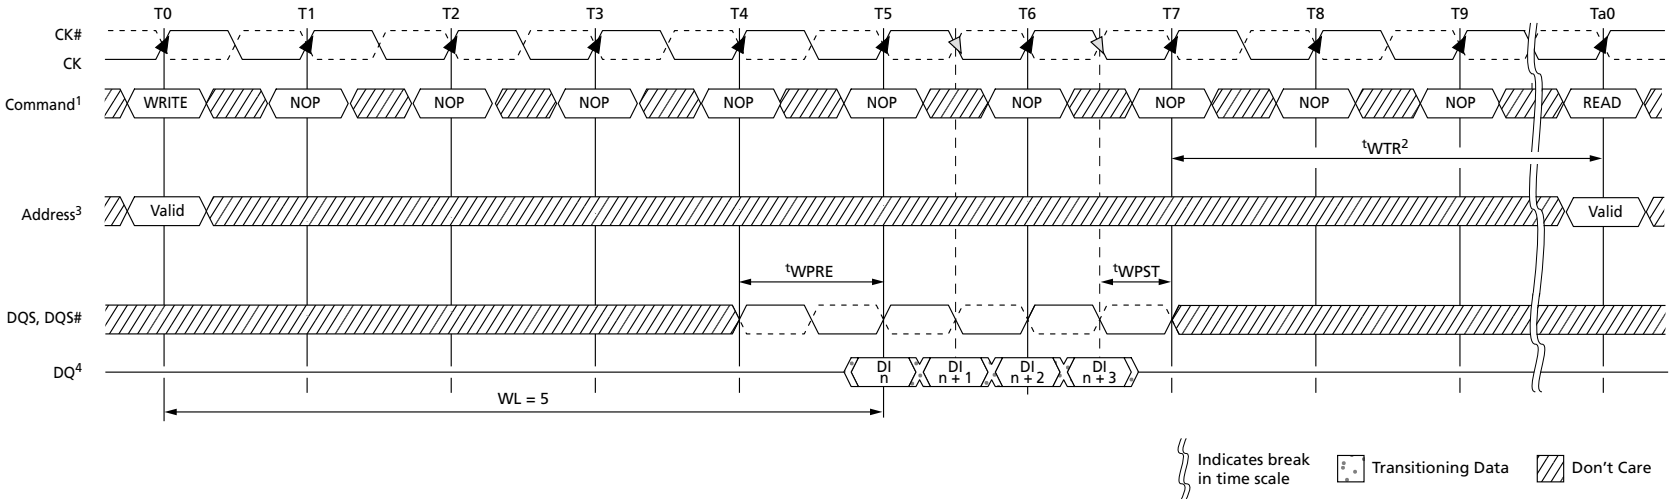 T0 T1 T2 T3 T4 T5 T6 T7 T8 T9 Ta0
CK#
CK
Command1 WRITE NOP NOP NOP NOP NOP NOP NOP NOP NOP READ
tWTR2
Address3 Valid Valid
tWPRE tWPST
DQS, DQS#
DQ4 DI n DI n + 1 DI n + 2 DI n + 3
WL = 5
Indicates break
in time scale
Transitioning Data
Don't Care